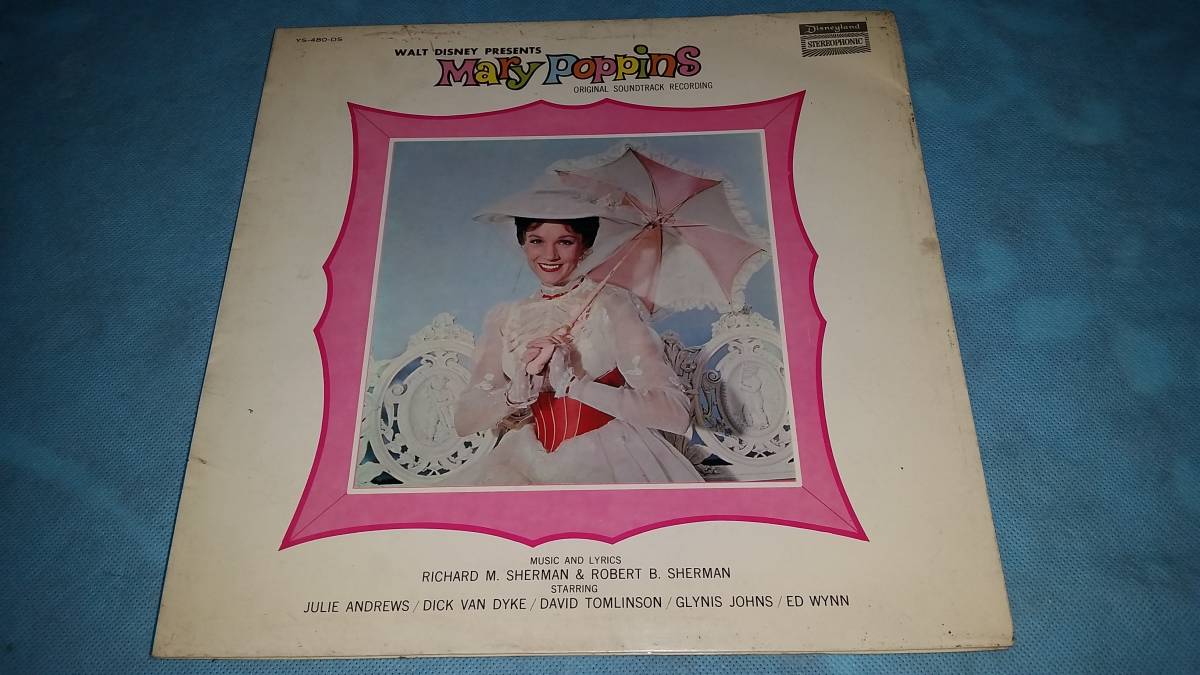 YS-480-DS
WALT DISNEY PRESENTS
Mary Poppins
ORIGINAL SOUNDTRACK RECORDING
Disneyland
STEREOPHONIC
MUSIC AND LYRICS
RICHARD M. SHERMAN & ROBERT B. SHERMAN
STARRING
JULIE ANDREWS / DICK VAN DYKE / DAVID TOMLINSON / GLYNIS JOHNS / ED WYNN